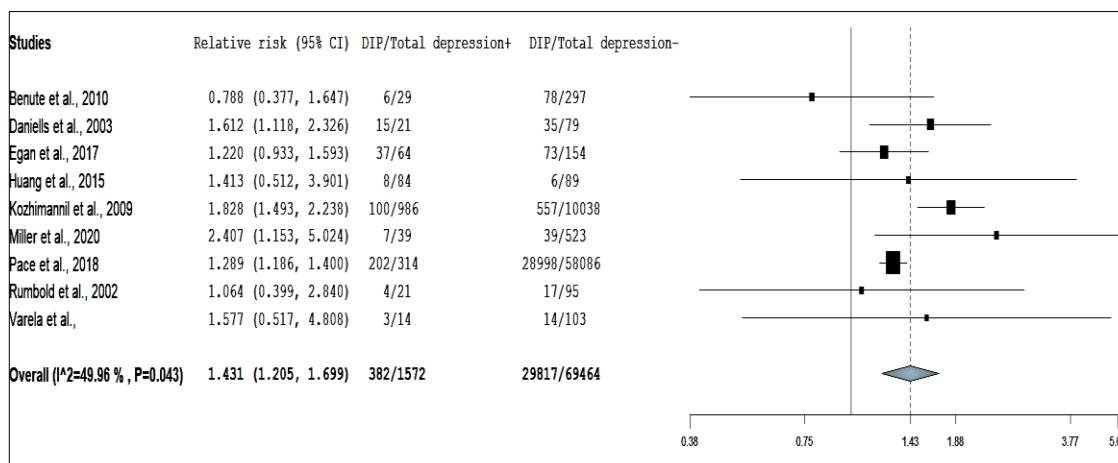 Studies Relative risk (95% CI) DIP/Total depression+ DIP/Total depression-
Benute et al., 2010 0.788 (0.377, 1.647) 6/29 78/297
Daniells et al., 2003 1.612 (1.118, 2.326) 15/21 35/79
Egan et al., 2017 1.220 (0.933, 1.593) 37/64 73/154
Huang et al., 2015 1.413 (0.512, 3.901) 8/84 6/89
Kozhimannil et al., 2009 1.828 (1.493, 2.238) 100/986 557/10038
Miller et al., 2020 2.407 (1.153, 5.024) 7/39 39/523
Pace et al., 2018 1.289 (1.186, 1.400) 202/314 28998/58086
Rumbold et al., 2002 1.064 (0.399, 2.840) 4/21 17/95
Varela et al., 1.577 (0.517, 4.808) 3/14 14/103
Overall (I^2=49.96 % , P=0.043) 1.431 (1.205, 1.699) 382/1572 29817/69464
0.38 0.75 1.43 1.88 3.77